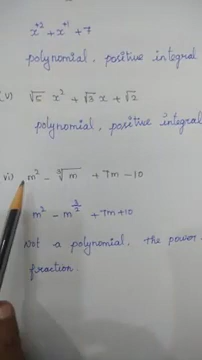 x⁺² + x⁺¹ + 7
polynomial, positive integral
v) √5 x² + √3 x + √2
polynomial, positive integral
vi) m² - ∛m + 7m - 10
m² - m^(3/2) + 7m + 10
Not a polynomial, the power
fraction.